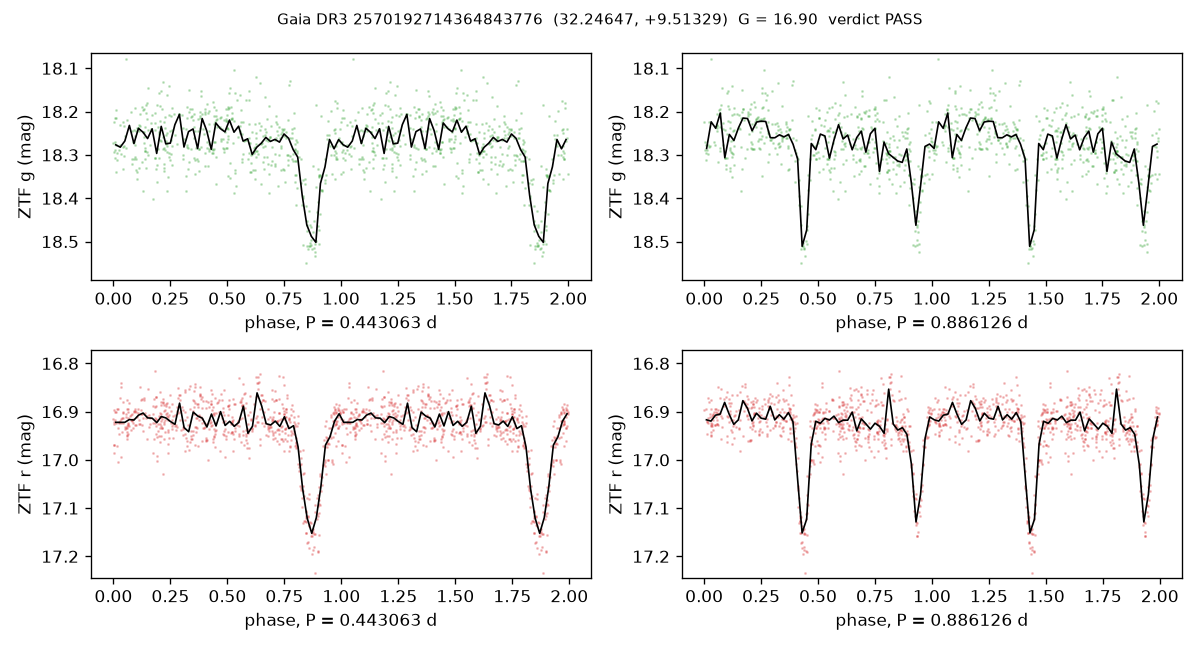 Gaia DR3 2570192714364843776 (32.24647, +9.51329) G = 16.90 verdict PASS
ZTF g (mag)
18.1
18.2
18.3
18.4
18.5
0.00 0.25 0.50 0.75 1.00 1.25 1.50 1.75 2.00
phase, P = 0.443063 d
ZTF g (mag)
18.1
18.2
18.3
18.4
18.5
0.00 0.25 0.50 0.75 1.00 1.25 1.50 1.75 2.00
phase, P = 0.886126 d
ZTF r (mag)
16.8
16.9
17.0
17.1
17.2
0.00 0.25 0.50 0.75 1.00 1.25 1.50 1.75 2.00
phase, P = 0.443063 d
ZTF r (mag)
16.8
16.9
17.0
17.1
17.2
0.00 0.25 0.50 0.75 1.00 1.25 1.50 1.75 2.00
phase, P = 0.886126 d